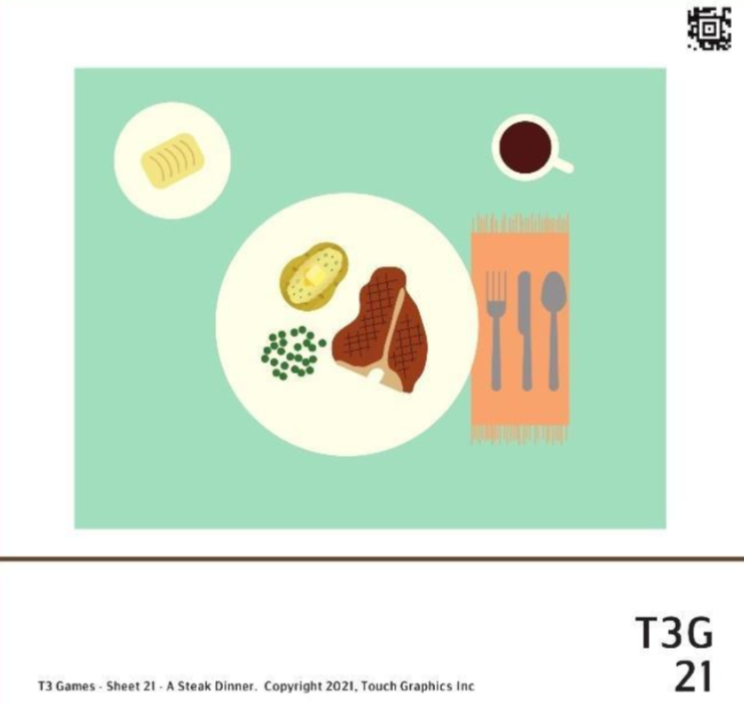 T3G
21
T3 Games - Sheet 21 - A Steak Dinner. Copyright 2021, Touch Graphics Inc